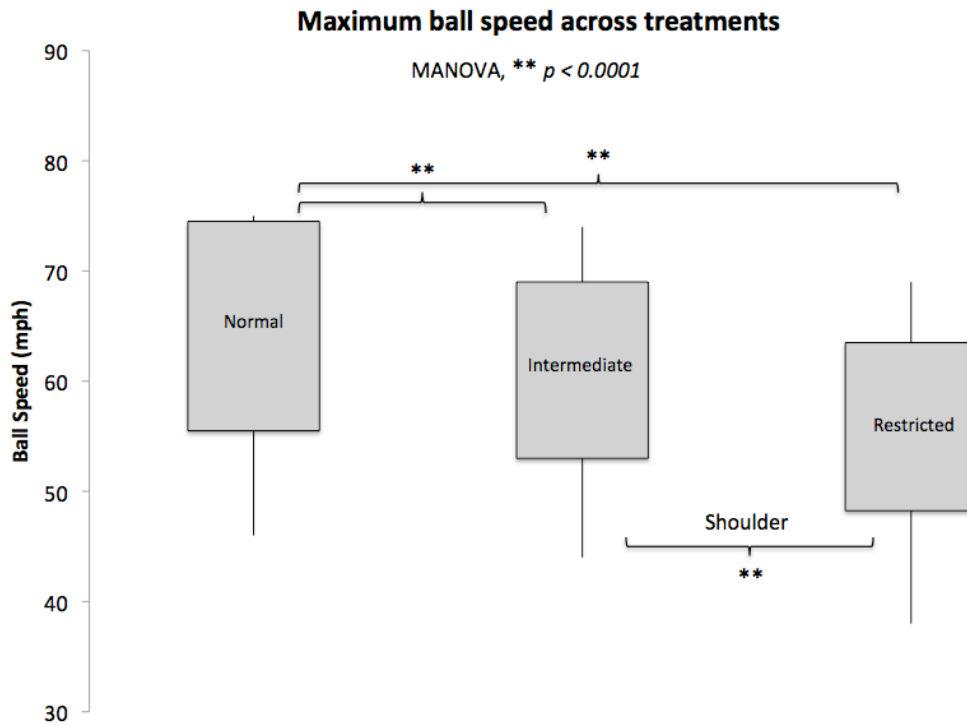 Maximum ball speed across treatments
MANOVA, ** p < 0.0001
90
80
70
60
50
40
30
Ball Speed (mph)
**
**
Normal
Intermediate
Restricted
Shoulder
**